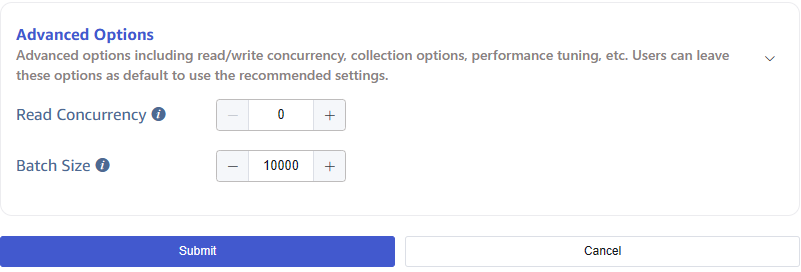 Advanced Options
Advanced options including read/write concurrency, collection options, performance tuning, etc. Users can leave
these options as default to use the recommended settings.
Read Concurrency i − 0 +
Batch Size i − 10000 +
Submit Cancel